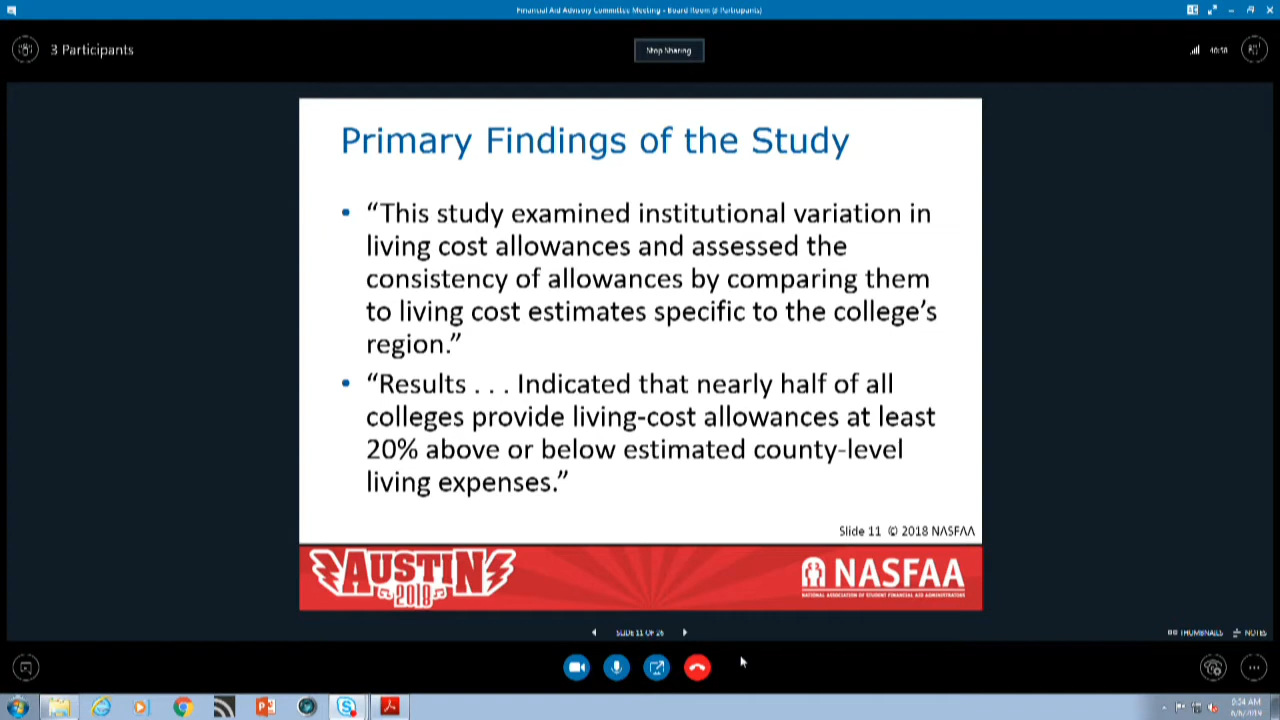 Financial Aid Advisory Committee Meeting - Board Room (3 Participants)
3 Participants
Stop Sharing
Primary Findings of the Study
• “This study examined institutional variation in
living cost allowances and assessed the
consistency of allowances by comparing them
to living cost estimates specific to the college’s
region.”
• “Results . . . Indicated that nearly half of all
colleges provide living-cost allowances at least
20% above or below estimated county-level
living expenses.”
Slide 11 © 2018 NASFAA
AUSTIN
2018
NASFAA
NATIONAL ASSOCIATION OF STUDENT FINANCIAL AID ADMINISTRATORS
SLIDE 11 OF 26
THUMBNAILS
NOTES